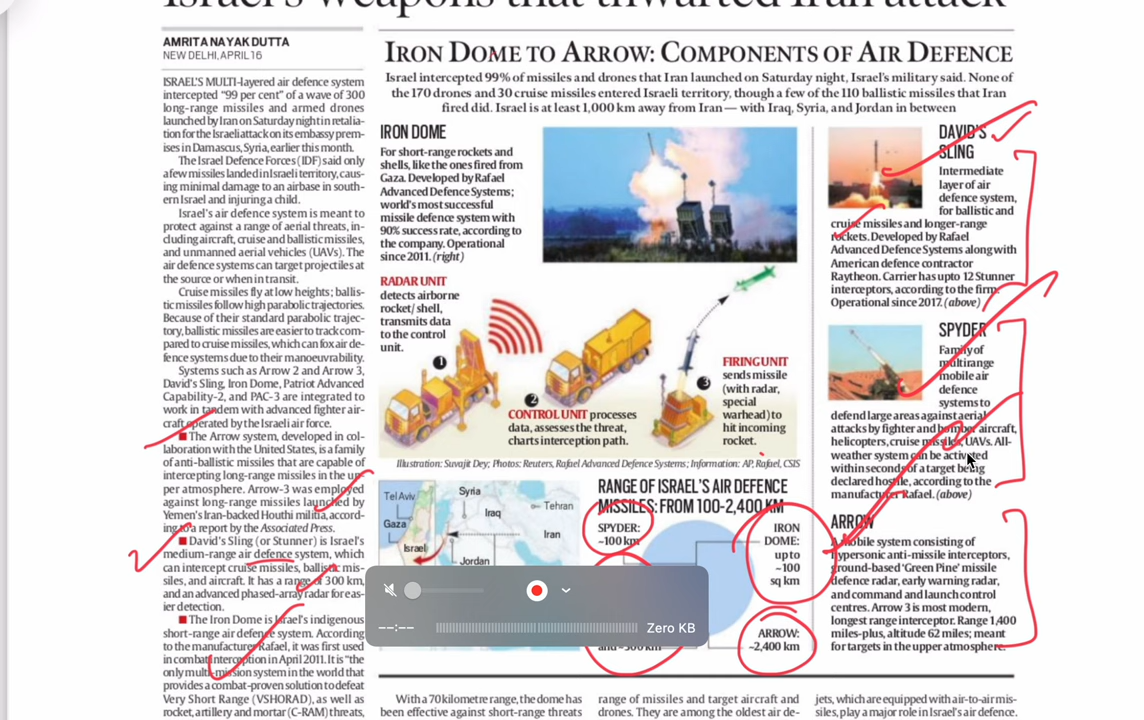 Israel's weapons that thwarted Iran attack
AMRITA NAYAK DUTTA
NEW DELHI, APRIL 16
ISRAEL'S MULTI-layered air defence system
intercepted "99 per cent" of a wave of 300
long-range missiles and armed drones
launched by Iran on Saturday night in retalia-
tion for the Israeli attack on its embassy prem-
ises in Damascus, Syria, earlier this month.
The Israel Defence Forces (IDF) said only
a few missiles landed in Israeli territory, caus-
ing minimal damage to an airbase in south-
ern Israel and injuring a child.
Israel's air defence system is meant to
protect against a range of aerial threats, in-
cluding aircraft, cruise and ballistic missiles,
and unmanned aerial vehicles (UAVs). The
air defence systems can target projectiles at
the source or when in transit.
Cruise missiles fly at low heights; ballis-
tic missiles follow high parabolic trajectories.
Because of their standard parabolic trajec-
tory, ballistic missiles are easier to track com-
pared to cruise missiles, which can fox air de-
fence systems due to their manoeuvrability.
Systems such as Arrow 2 and Arrow 3,
David's Sling, Iron Dome, Patriot Advanced
Capability-2, and PAC-3 are integrated to
work in tandem with advanced fighter air-
craft operated by the Israeli air force.
■ The Arrow system, developed in col-
laboration with the United States, is a family
of anti-ballistic missiles that are capable of
intercepting long-range missiles in the up-
per atmosphere. Arrow-3 was employed
against long-range missiles launched by
Yemen's Iran-backed Houthi militia, accord-
ing to a report by the Associated Press.
■ David's Sling (or Stunner) is Israel's
medium-range air defence system, which
can intercept cruise missiles, ballistic mis-
siles, and aircraft. It has a range of 300 km,
and an advanced phased-array radar for eas-
ier detection.
■ The Iron Dome is Israel's indigenous
short-range air defence system. According
to the manufacturer Rafael, it was first used
in combat interception in April 2011. It is "the
only multi-mission system in the world that
provides a combat-proven solution to defeat
Very Short Range (VSHORAD), as well as
rocket, artillery and mortar (C-RAM) threats,
IRON DOME TO ARROW: COMPONENTS OF AIR DEFENCE
Israel intercepted 99% of missiles and drones that Iran launched on Saturday night, Israel's military said. None of
the 170 drones and 30 cruise missiles entered Israeli territory, though a few of the 110 ballistic missiles that Iran
fired did. Israel is at least 1,000 km away from Iran — with Iraq, Syria, and Jordan in between
IRON DOME
For short-range rockets and
shells, like the ones fired from
Gaza. Developed by Rafael
Advanced Defence Systems;
world's most successful
missile defence system with
90% success rate, according to
the company. Operational
since 2011. (right)
RADAR UNIT
detects airborne
rocket/ shell,
transmits data
to the control
unit.
1
2
CONTROL UNIT processes
data, assesses the threat,
charts interception path.
3
FIRING UNIT
sends missile
(with radar,
special
warhead) to
hit incoming
rocket.
Illustration: Suvajit Dey; Photos: Reuters, Rafael Advanced Defence Systems; Information: AP, Rafael, CSIS
Tel Aviv
Syria
Tehran
Iraq
Gaza
Iran
Israel
Jordan
RANGE OF ISRAEL'S AIR DEFENCE
MISSILES: FROM 100-2,400 KM
SPYDER:
~100 km
IRON
DOME:
up to
~100
sq km
ARROW:
~2,400 km
and ~300 km
DAVID'S
SLING
Intermediate
layer of air
defence system,
for ballistic and
cruise missiles and longer-range
rockets. Developed by Rafael
Advanced Defence Systems along with
American defence contractor
Raytheon. Carrier has upto 12 Stunner
interceptors, according to the firm.
Operational since 2017. (above)
SPYDER
Family of
multirange
mobile air
defence
systems to
defend large areas against aerial
attacks by fighter and bomber aircraft,
helicopters, cruise missiles, UAVs. All-
weather system can be activated
within seconds of a target being
declared hostile, according to the
manufacturer Rafael. (above)
ARROW
A mobile system consisting of
hypersonic anti-missile interceptors,
ground-based 'Green Pine' missile
defence radar, early warning radar,
and command and launch control
centres. Arrow 3 is most modern,
longest range interceptor. Range 1,400
miles-plus, altitude 62 miles; meant
for targets in the upper atmosphere.
--:--
Zero KB
With a 70 kilometre range, the dome has
been effective against short-range threats
range of missiles and target aircraft and
drones. They are among the oldest air de-
jets, which are equipped with air-to-air mis-
siles, play a major role in Israel's air defence.